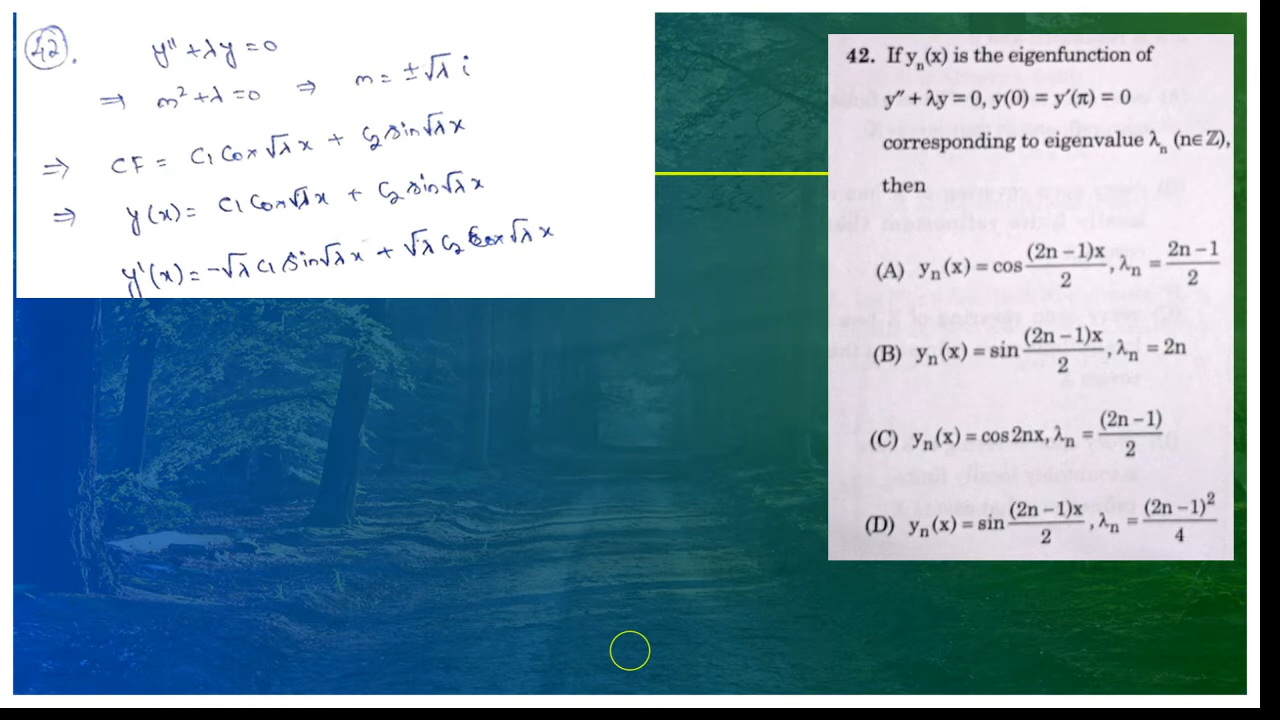 42.
y" + λy = 0
⇒ m² + λ = 0 ⇒ m = ±√λ i
⇒ CF = C₁ Cos √λ x + C₂ sin √λ x
⇒ y(x) = C₁ Cos √λ x + C₂ sin √λ x
y'(x) = -√λ C₁ sin √λ x + √λ C₂ Cos √λ x
42. If yₙ(x) is the eigenfunction of
y″ + λy = 0, y(0) = y′(π) = 0
corresponding to eigenvalue λₙ (n∈ℤ),
then
(A) yₙ(x) = cos (2n – 1)x/2, λₙ = 2n – 1/2
(B) yₙ(x) = sin (2n – 1)x/2, λₙ = 2n
(C) yₙ(x) = cos 2nx, λₙ = (2n – 1)/2
(D) yₙ(x) = sin (2n – 1)x/2, λₙ = (2n – 1)²/4